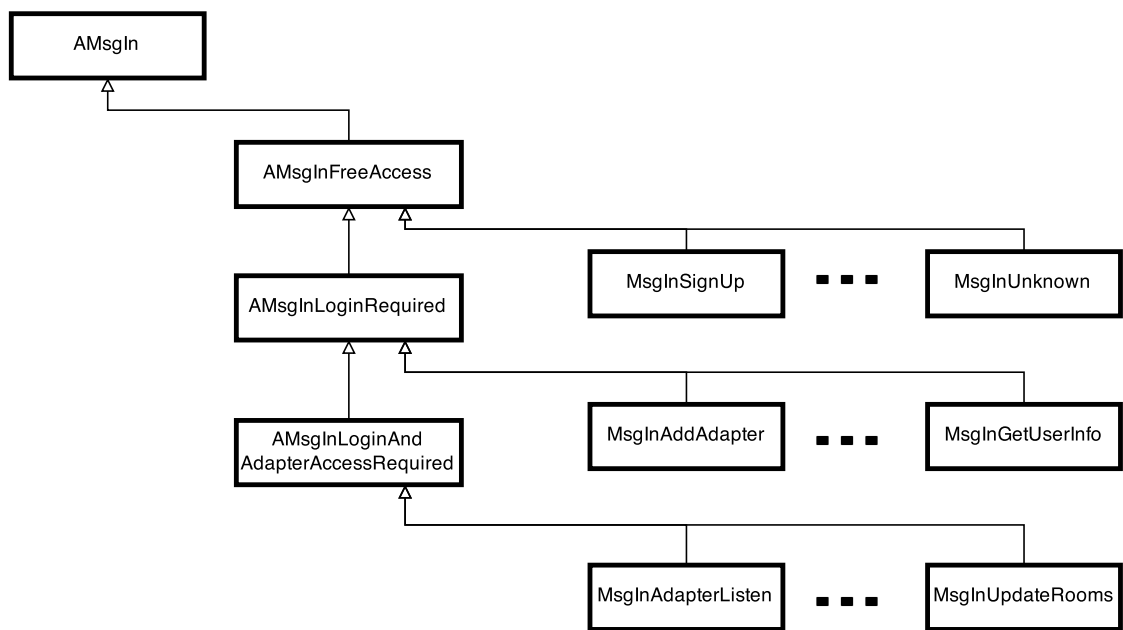 AMsgIn
AMsgInFreeAccess
MsgInSignUp
MsgInUnknown
AMsgInLoginRequired
MsgInAddAdapter
MsgInGetUserInfo
AMsgInLoginAnd
AdapterAccessRequired
MsgInAdapterListen
MsgInUpdateRooms